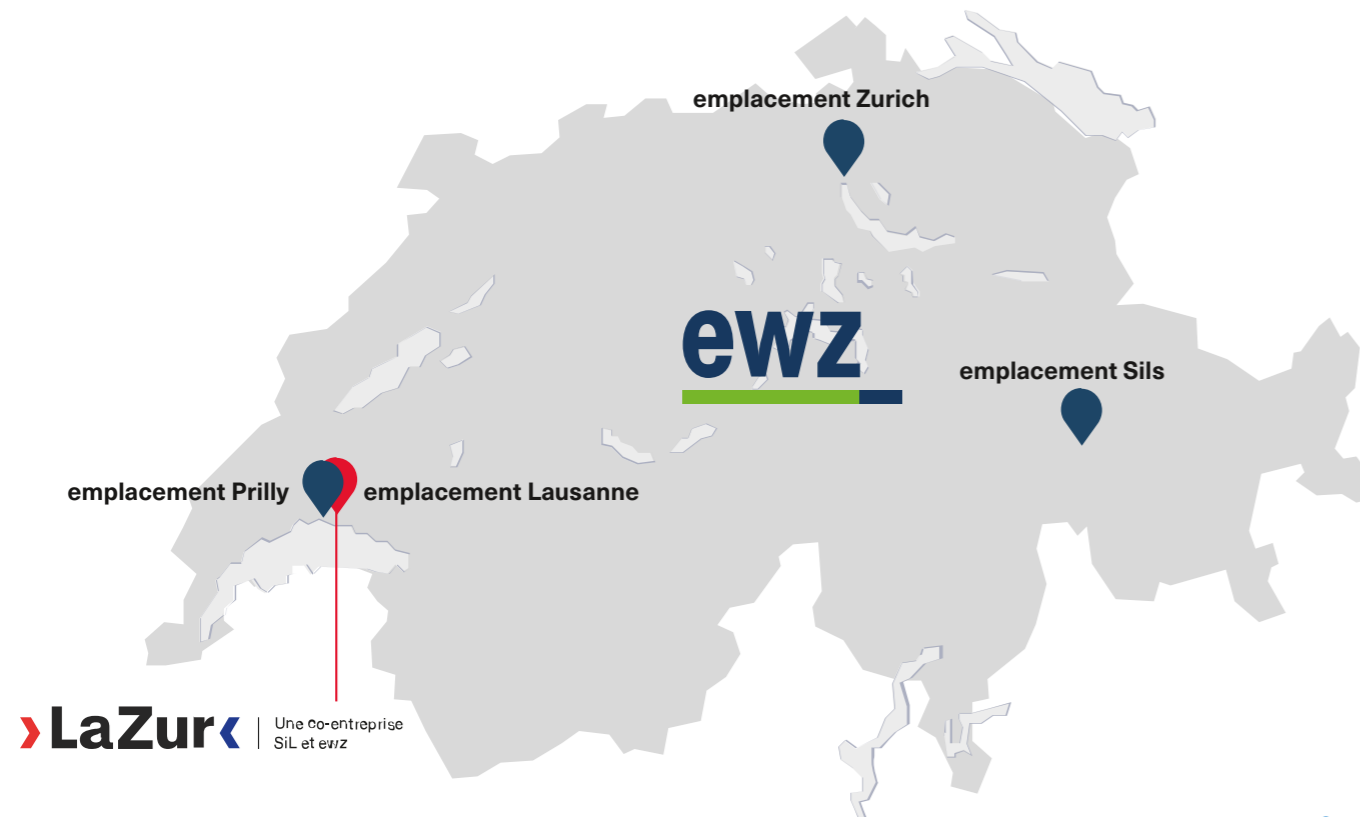 emplacement Zurich
ewz
emplacement Sils
emplacement Prilly
emplacement Lausanne
LaZur
Une co-entreprise
SiL et ewz